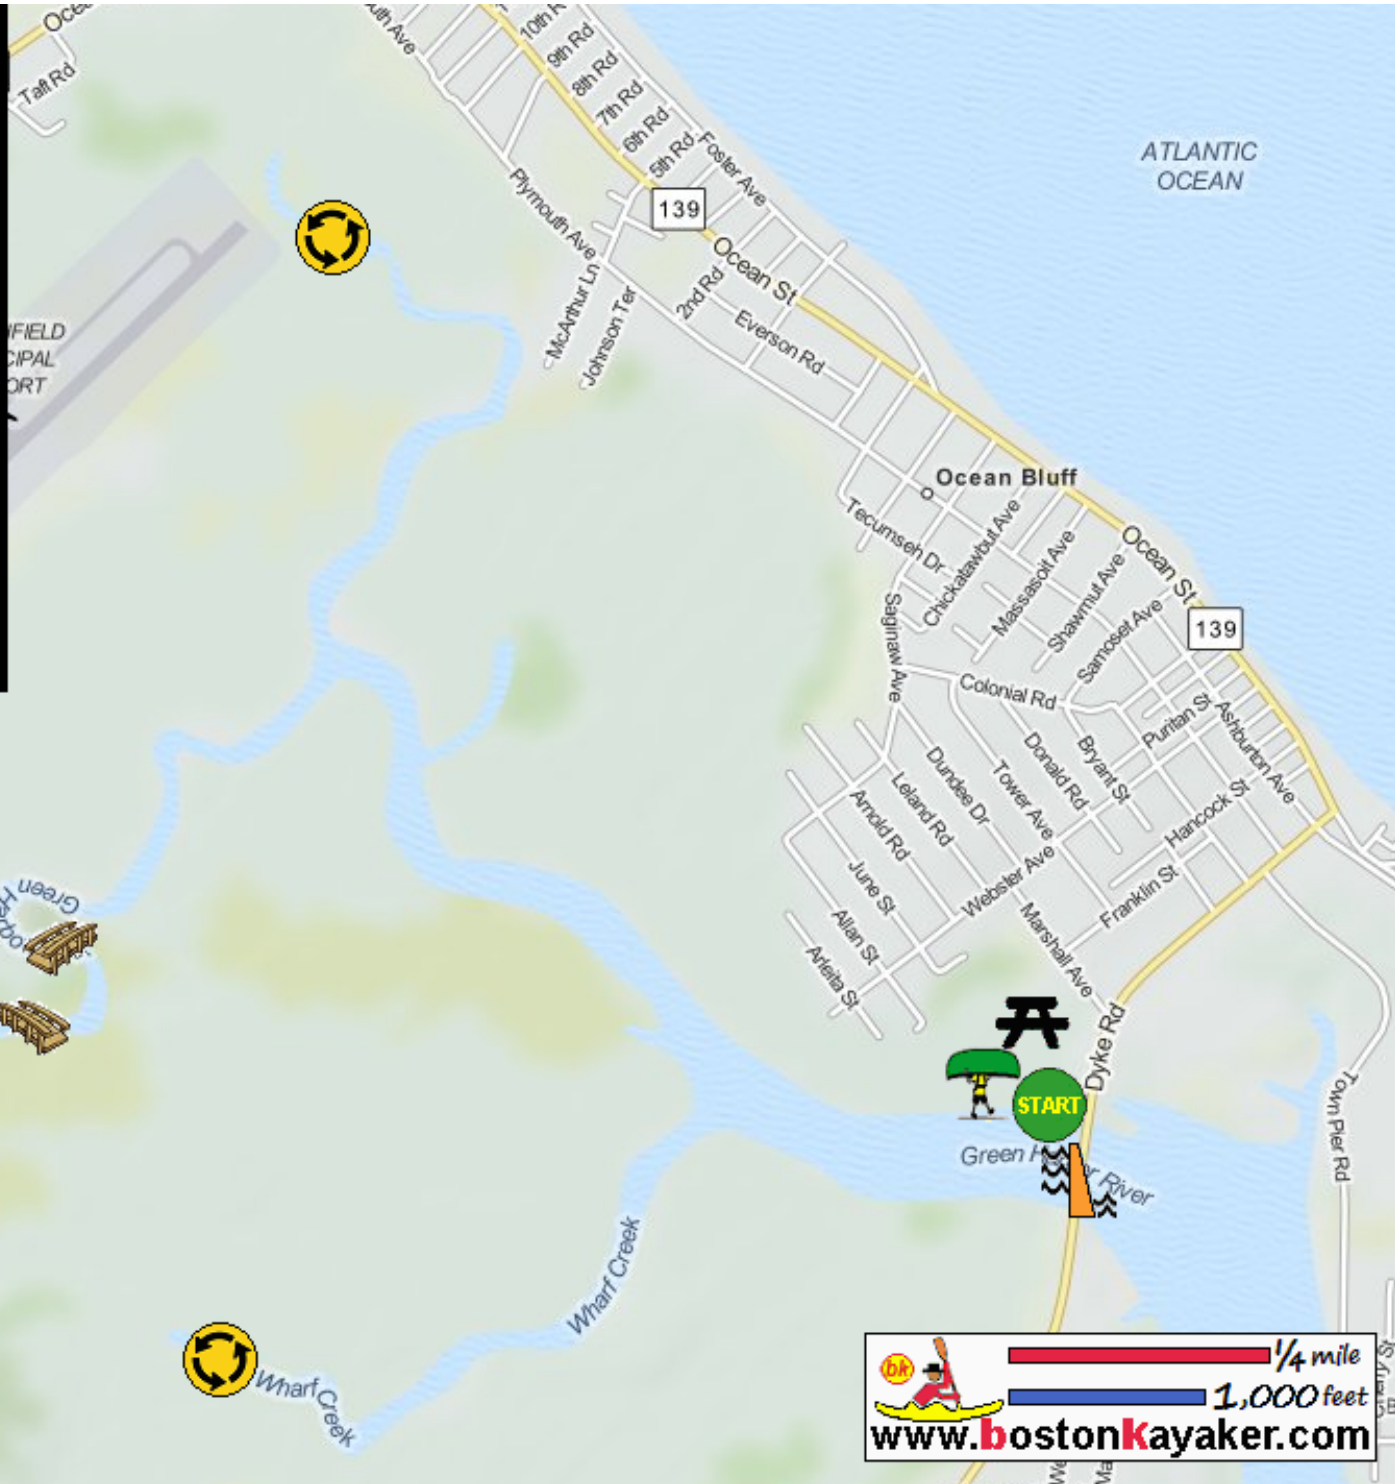 Taft Rd
10th R
9th Rd
8th Rd
7th Rd
6th Rd
5th Rd
Foster Ave
ATLANTIC
OCEAN
139
Plymouth Ave
Ocean St
McArthur Ln
Johnson Ter
2nd Rd
Everson Rd
Ocean Bluff
Tecumseh Dr
Chickatawbut Ave
Massasoit Ave
Shawmut Ave
Samoset Ave
Ocean St
139
Saginaw Ave
Colonial Rd
Puritan St
Ashburton Ave
Bryant St
Donald Rd
Tower Ave
Dundee Dr
Leland Rd
Arnold Rd
Hancock St
June St
Webster Ave
Franklin St
Marshall Ave
Allan St
Arleita St
Green
Dyke Rd
START
Town Pier Rd
Green H
r River
Wharf Creek
Wharf Creek
bk
1/4 mile
1,000 feet
www.bostonkayaker.com